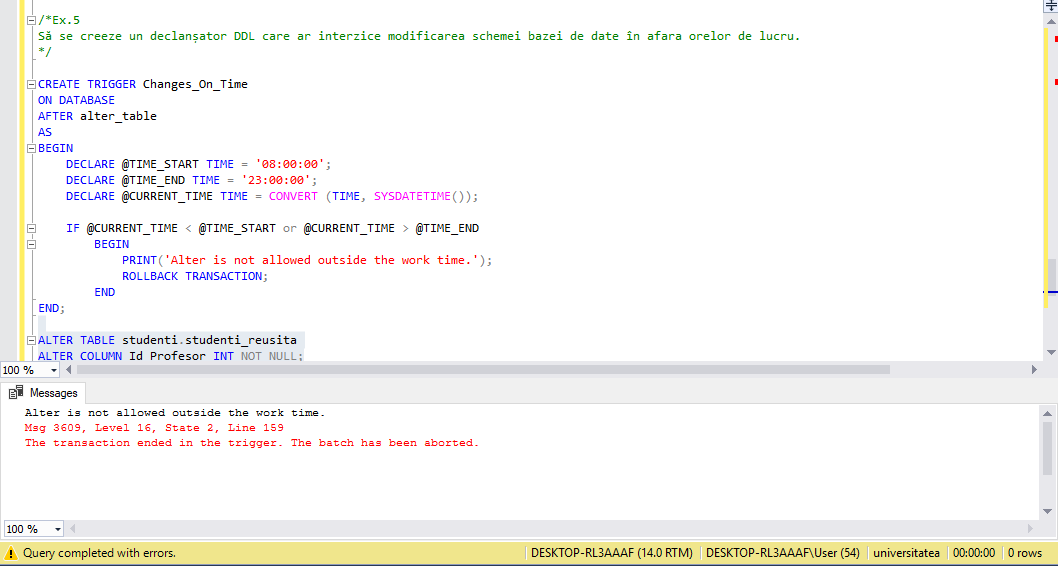 /*Ex.5
Să se creeze un declanșator DDL care ar interzice modificarea schemei bazei de date în afara orelor de lucru.
*/
CREATE TRIGGER Changes_On_Time
ON DATABASE
AFTER alter_table
AS
BEGIN
DECLARE @TIME_START TIME = '08:00:00';
DECLARE @TIME_END TIME = '23:00:00';
DECLARE @CURRENT_TIME TIME = CONVERT (TIME, SYSDATETIME());
IF @CURRENT_TIME < @TIME_START or @CURRENT_TIME > @TIME_END
BEGIN
PRINT('Alter is not allowed outside the work time.');
ROLLBACK TRANSACTION;
END
END;
ALTER TABLE studenti.studenti_reusita
ALTER COLUMN Id_Profesor INT NOT NULL;
100 %
Messages
Alter is not allowed outside the work time.
Msg 3609, Level 16, State 2, Line 159
The transaction ended in the trigger. The batch has been aborted.
100 %
Query completed with errors.
DESKTOP-RL3AAAF (14.0 RTM)
DESKTOP-RL3AAAF\User (54)
universitatea
00:00:00
0 rows